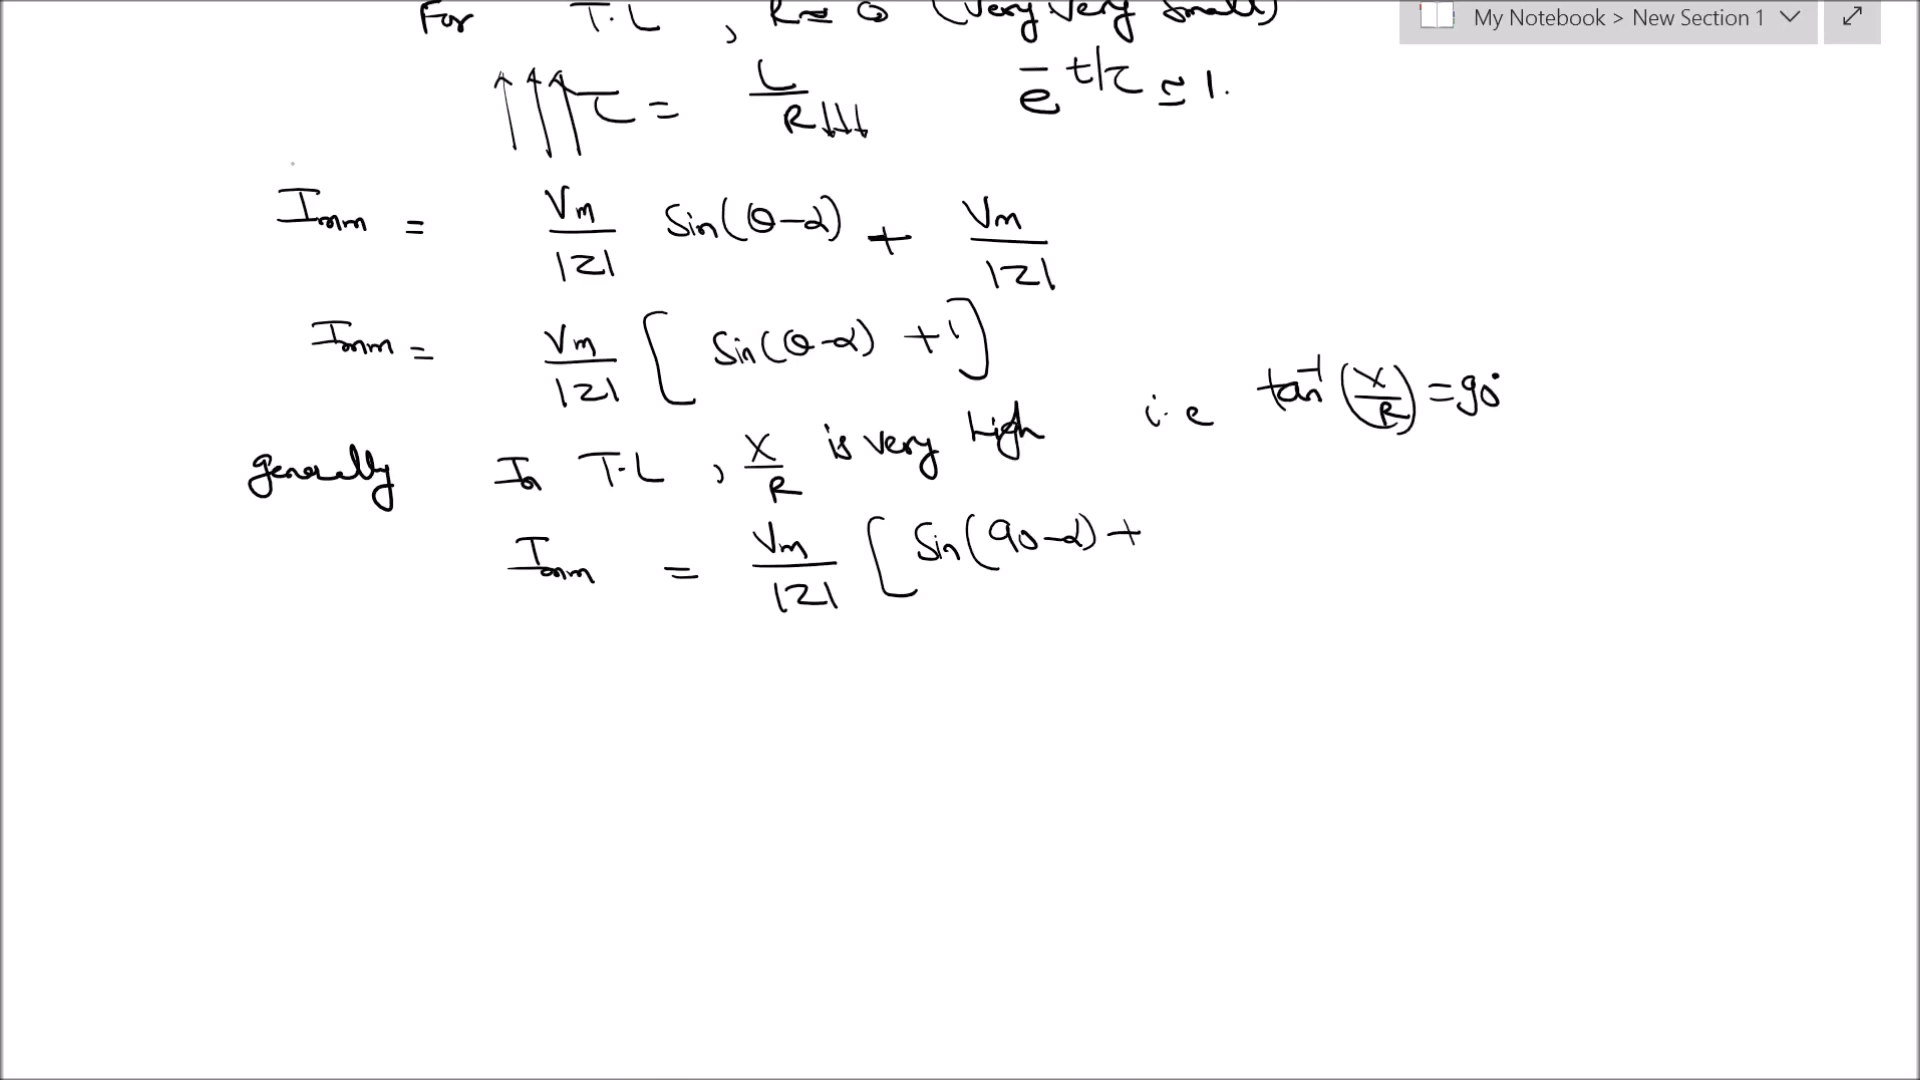 For T.L , R≈ 0 (Very Very Small)
My Notebook > New Section 1
↑↑↑τ = L/R↓↓↓ e^-t/τ ≅ 1.
Imm = Vm/|Z| Sin(θ-α) + Vm/|Z|
Imm = Vm/|Z| [ Sin(θ-α) +1]
generally In T.L , X/R is very high i.e tan⁻¹(X/R) = 90°
Imm = Vm/|Z| [ Sin(90-α) +